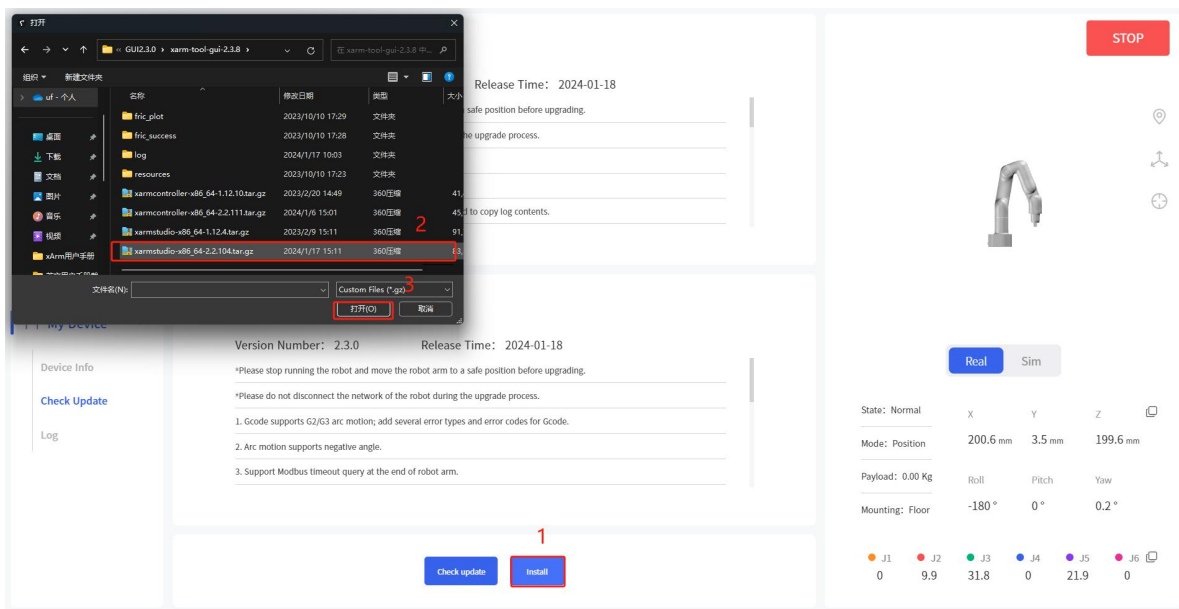 打开
« GUI2.3.0 › xarm-tool-gui-2.3.8 ›
在 xarm-tool-gui-2.3.8 中...
组织 新建文件夹
uf - 个人
桌面
下载
文档
图片
音乐
视频
xArm用户手册
名称 修改日期 类型 大小
fric_plot 2023/10/10 17:29 文件夹
fric_success 2023/10/10 17:28 文件夹
log 2024/1/17 10:03 文件夹
resources 2023/10/10 17:23 文件夹
xarmcontroller-x86_64-1.12.10.tar.gz 2023/2/20 14:49 360压缩 41,
xarmcontroller-x86_64-2.2.111.tar.gz 2024/1/6 15:01 360压缩 45,
xarmstudio-x86_64-1.12.4.tar.gz 2023/2/9 15:11 360压缩 91,
2
xarmstudio-x86_64-2.2.104.tar.gz 2024/1/17 15:11 360压缩
3
文件名(N): Custom Files (*.gz)
打开(O) 取消
Release Time: 2024-01-18
safe position before upgrading.
he upgrade process.
d to copy log contents.
My Device
Device Info
Check Update
Log
Version Number: 2.3.0 Release Time: 2024-01-18
*Please stop running the robot and move the robot arm to a safe position before upgrading.
*Please do not disconnect the network of the robot during the upgrade process.
1. Gcode supports G2/G3 arc motion; add several error types and error codes for Gcode.
2. Arc motion supports negative angle.
3. Support Modbus timeout query at the end of robot arm.
1
Check update Install
STOP
Real Sim
State: Normal
Mode: Position
Payload: 0.00 Kg
Mounting: Floor
X Y Z
200.6 mm 3.5 mm 199.6 mm
Roll Pitch Yaw
-180 ° 0 ° 0.2 °
J1 J2 J3 J4 J5 J6
0 9.9 31.8 0 21.9 0